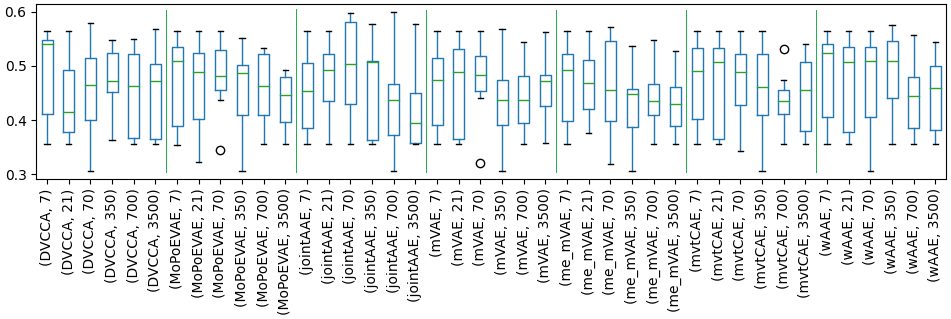 0.6
0.5
0.4
0.3
(DVCCA, 7)
(DVCCA, 21)
(DVCCA, 70)
(DVCCA, 350)
(DVCCA, 700)
(DVCCA, 3500)
(MoPoEVAE, 7)
(MoPoEVAE, 21)
(MoPoEVAE, 70)
(MoPoEVAE, 350)
(MoPoEVAE, 700)
(MoPoEVAE, 3500)
(jointAAE, 7)
(jointAAE, 21)
(jointAAE, 70)
(jointAAE, 350)
(jointAAE, 700)
(jointAAE, 3500)
(mVAE, 7)
(mVAE, 21)
(mVAE, 70)
(mVAE, 350)
(mVAE, 700)
(mVAE, 3500)
(me_mVAE, 7)
(me_mVAE, 21)
(me_mVAE, 70)
(me_mVAE, 350)
(me_mVAE, 700)
(me_mVAE, 3500)
(mvtCAE, 7)
(mvtCAE, 21)
(mvtCAE, 70)
(mvtCAE, 350)
(mvtCAE, 700)
(mvtCAE, 3500)
(wAAE, 7)
(wAAE, 21)
(wAAE, 70)
(wAAE, 350)
(wAAE, 700)
(wAAE, 3500)